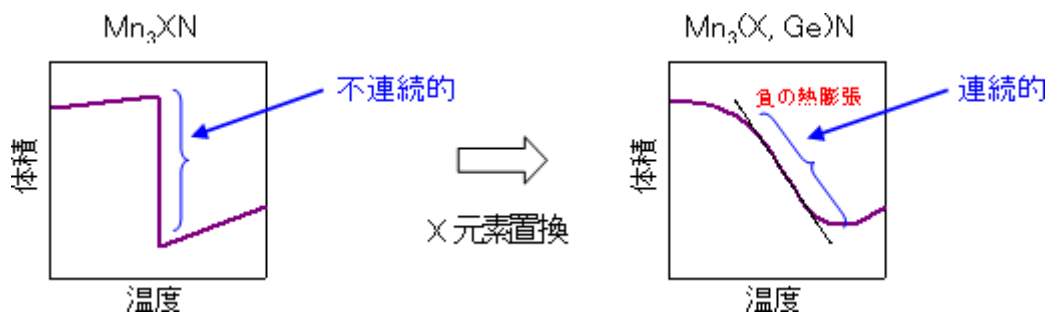 Mn₃XN
不連続的
体積
温度
X 元素置換
Mn₃(X, Ge)N
負の熱膨張
連続的
体積
温度